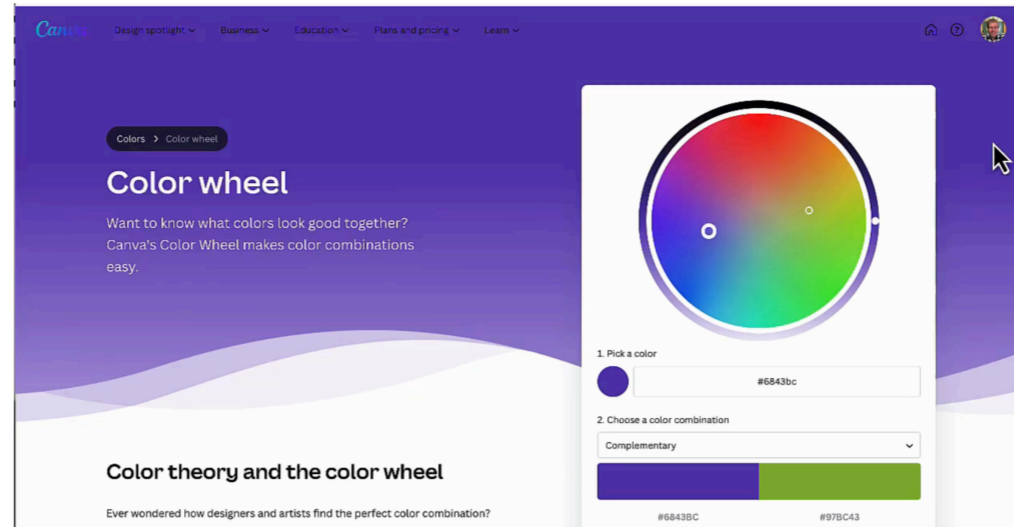 Canva Design spotlight Business Education Plans and pricing Learn
Colors > Color wheel
Color wheel
Want to know what colors look good together?
Canva's Color Wheel makes color combinations
easy.
1. Pick a color
#6843bc
2. Choose a color combination
Complementary
#6843BC #97BC43
Color theory and the color wheel
Ever wondered how designers and artists find the perfect color combination?